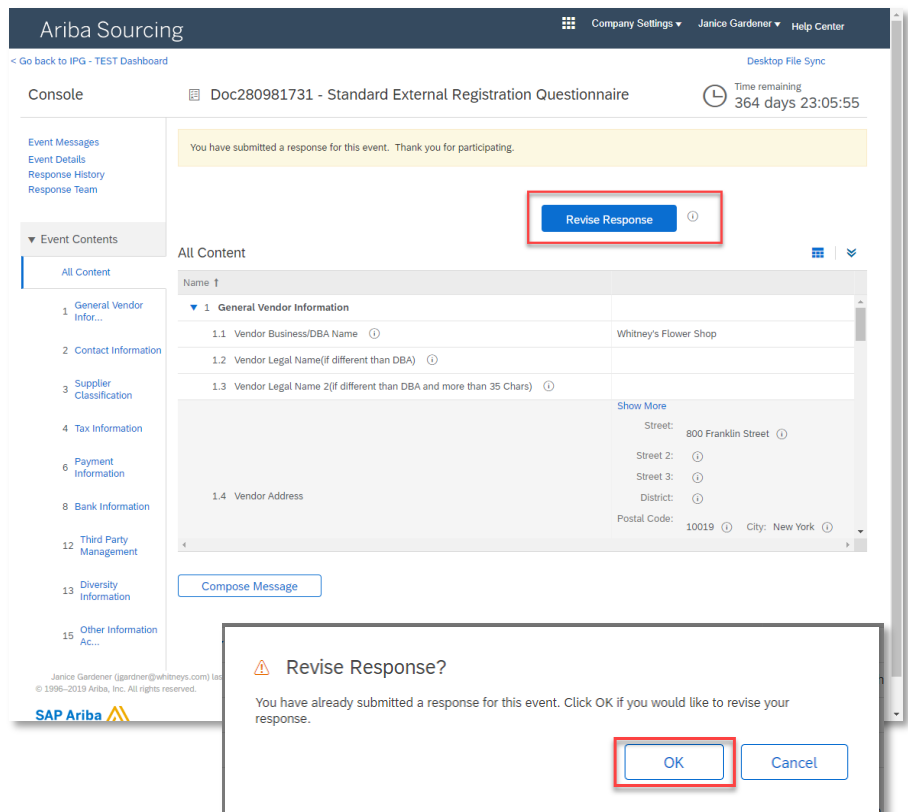 Ariba Sourcing
Company Settings ▾
Janice Gardener ▾
Help Center
< Go back to IPG - TEST Dashboard
Desktop File Sync
Console
Doc280981731 - Standard External Registration Questionnaire
Time remaining
364 days 23:05:55
Event Messages
Event Details
Response History
Response Team
You have submitted a response for this event. Thank you for participating.
Revise Response
▼ Event Contents
All Content
1 General Vendor
Infor...
2 Contact Information
3 Supplier
Classification
4 Tax Information
6 Payment
Information
8 Bank Information
12 Third Party
Management
13 Diversity
Information
15 Other Information
Ac...
All Content
Name ↑
▼ 1 General Vendor Information
1.1 Vendor Business/DBA Name
Whitney's Flower Shop
1.2 Vendor Legal Name(if different than DBA)
1.3 Vendor Legal Name 2(if different than DBA and more than 35 Chars)
1.4 Vendor Address
Show More
Street: 800 Franklin Street
Street 2:
Street 3:
District:
Postal Code: 10019 City: New York
Compose Message
Janice Gardener (jgardner@whitneys.com) las
© 1996–2019 Ariba, Inc. All rights reserved.
SAP Ariba
Revise Response?
You have already submitted a response for this event. Click OK if you would like to revise your
response.
OK
Cancel